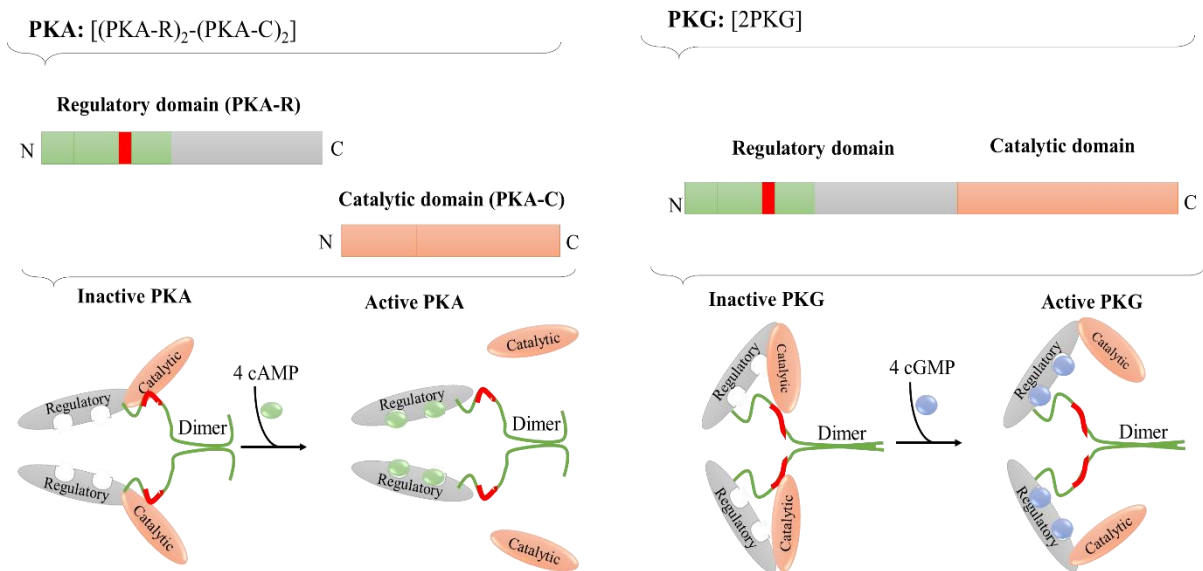 PKA: [(PKA-R)2-(PKA-C)2]
Regulatory domain (PKA-R)
N
C
Catalytic domain (PKA-C)
N
C
Inactive PKA
Active PKA
Catalytic
Regulatory
Dimer
Regulatory
Catalytic
4 cAMP
Catalytic
Regulatory
Dimer
Regulatory
Catalytic
PKG: [2PKG]
Regulatory domain
Catalytic domain
N
C
Inactive PKG
Active PKG
Regulatory
Catalytic
Dimer
Regulatory
Catalytic
4 cGMP
Regulatory
Catalytic
Dimer
Regulatory
Catalytic